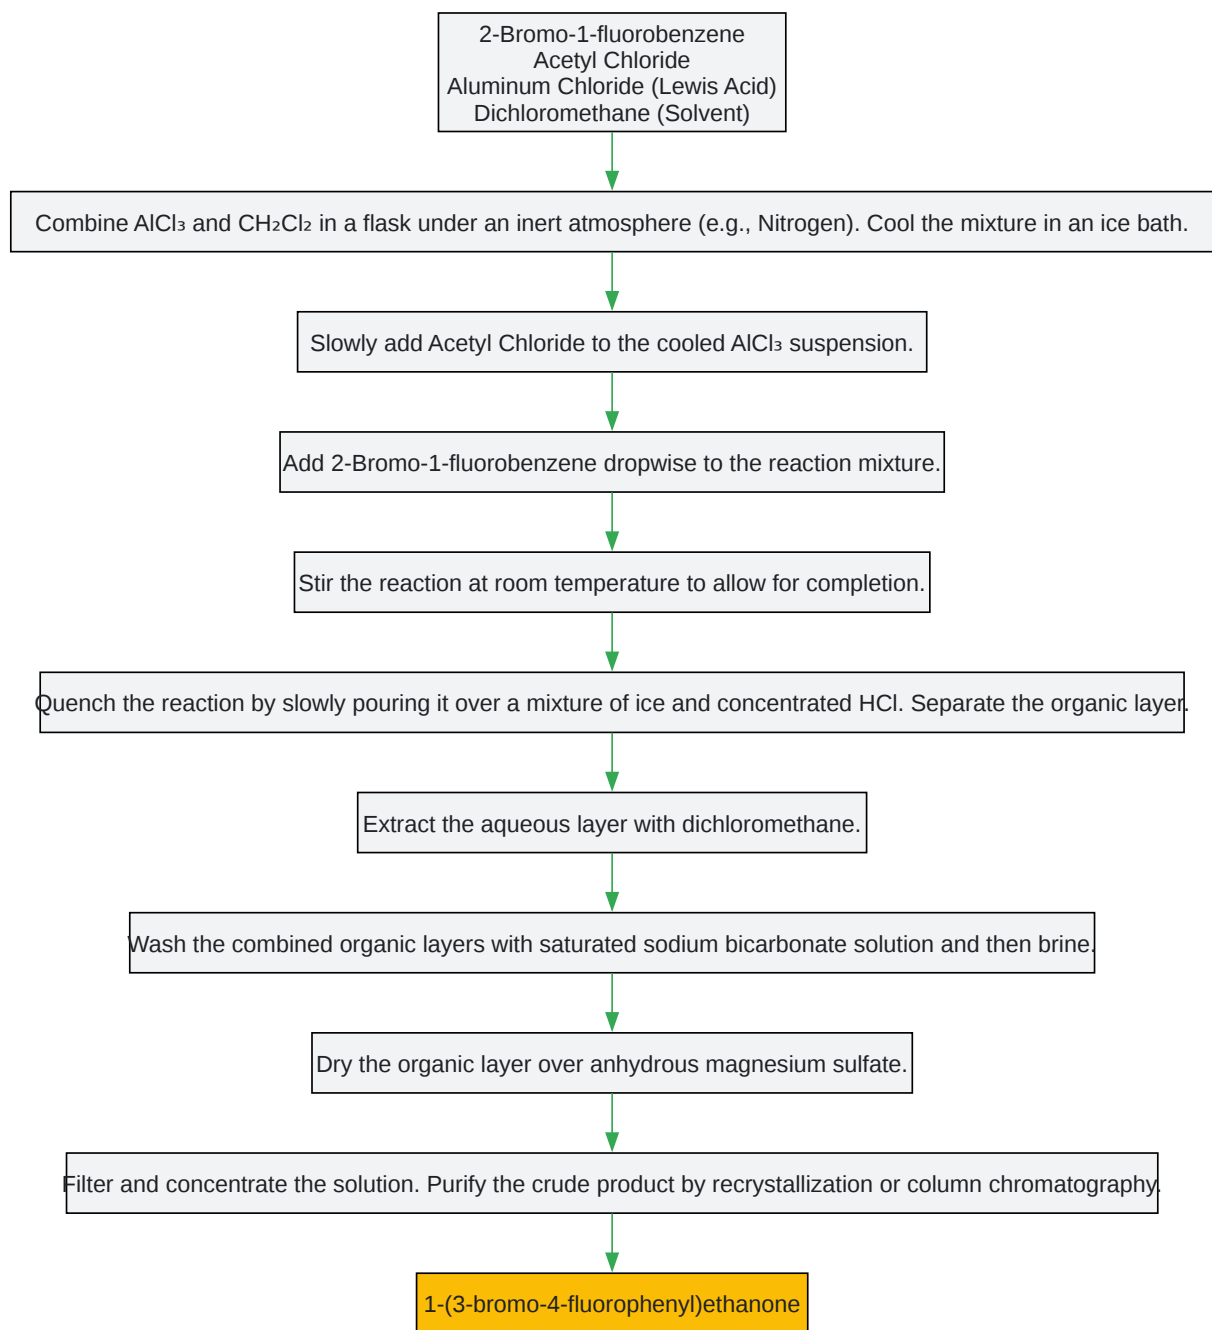 2-Bromo-1-fluorobenzene
Acetyl Chloride
Aluminum Chloride (Lewis Acid)
Dichloromethane (Solvent)
Combine AlCl₃ and CH₂Cl₂ in a flask under an inert atmosphere (e.g., Nitrogen). Cool the mixture in an ice bath.
Slowly add Acetyl Chloride to the cooled AlCl₃ suspension.
Add 2-Bromo-1-fluorobenzene dropwise to the reaction mixture.
Stir the reaction at room temperature to allow for completion.
Quench the reaction by slowly pouring it over a mixture of ice and concentrated HCl. Separate the organic layer.
Extract the aqueous layer with dichloromethane.
Wash the combined organic layers with saturated sodium bicarbonate solution and then brine.
Dry the organic layer over anhydrous magnesium sulfate.
Filter and concentrate the solution. Purify the crude product by recrystallization or column chromatography.
1-(3-bromo-4-fluorophenyl)ethanone